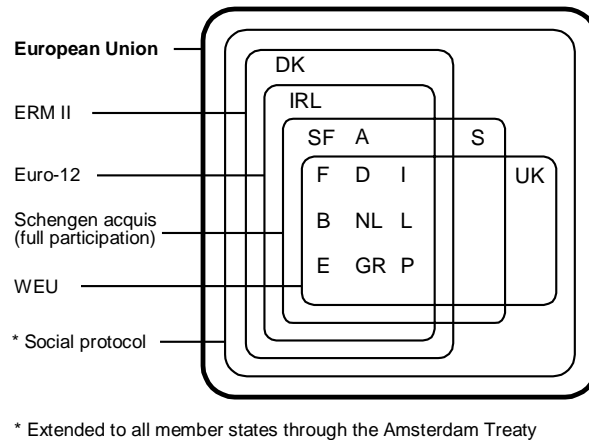 European Union
DK
ERM II
IRL
SF A S
Euro-12
F D I UK
Schengen acquis
(full participation)
B NL L
E GR P
WEU
* Social protocol
* Extended to all member states through the Amsterdam Treaty